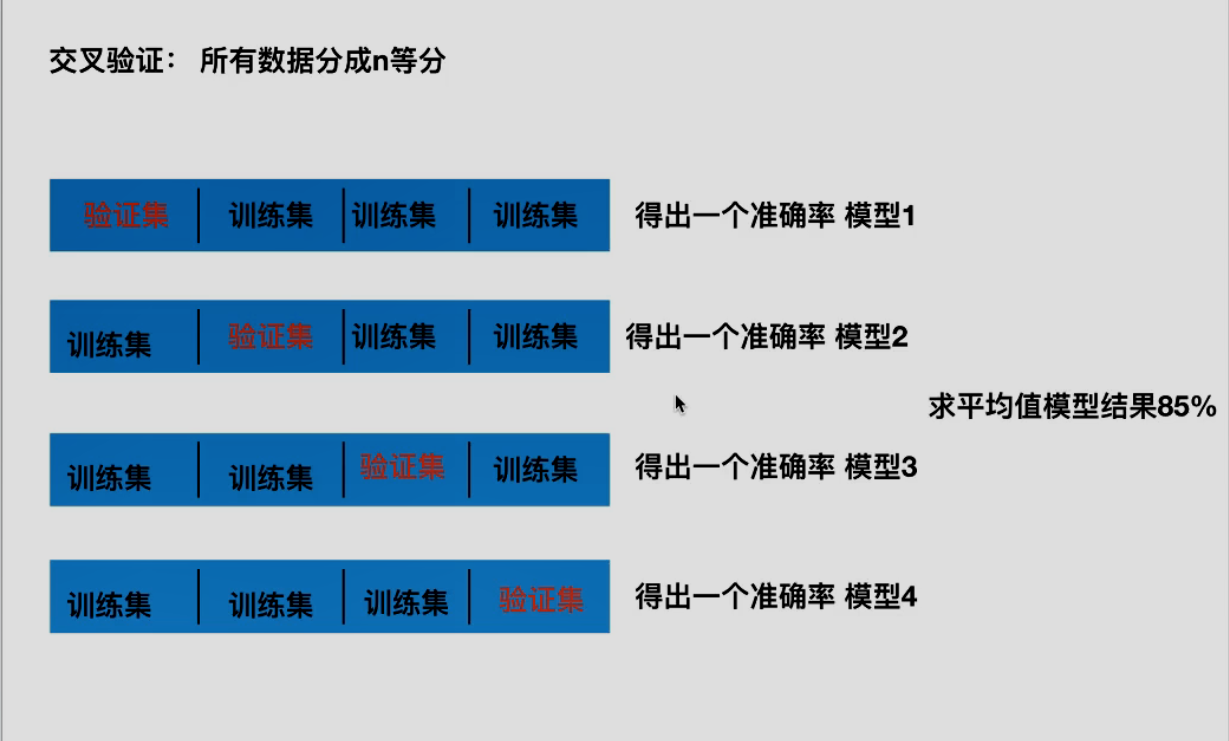 交叉验证： 所有数据分成n等分
验证集 训练集 训练集 训练集 得出一个准确率 模型1
训练集 验证集 训练集 训练集 得出一个准确率 模型2
求平均值模型结果85%
训练集 训练集 验证集 训练集 得出一个准确率 模型3
训练集 训练集 训练集 验证集 得出一个准确率 模型4